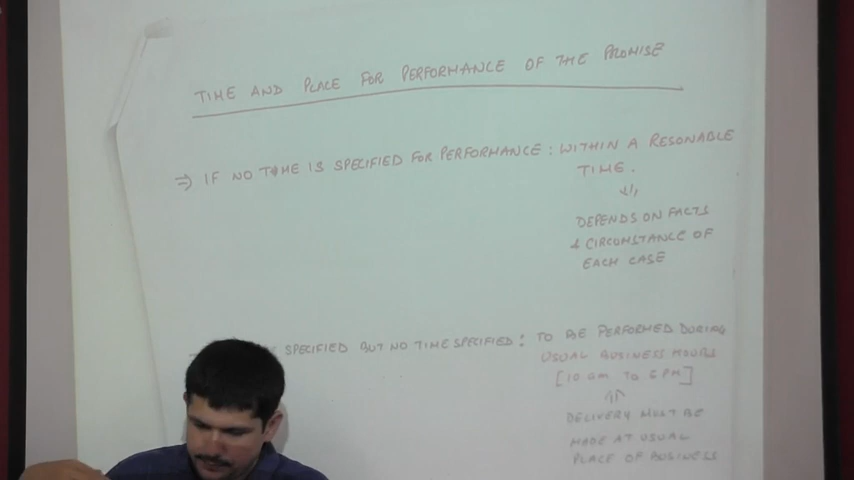 TIME AND PLACE FOR PERFORMANCE OF THE PROMISE
⇒ IF NO TIME IS SPECIFIED FOR PERFORMANCE : WITHIN A RESONABLE
TIME.
⇓
DEPENDS ON FACTS
& CIRCOMSTANCE OF
EACH CASE
SPECIFIED BUT NO TIME SPECIFIED : TO BE PERFORMED DURING
USUAL BUSINESS HOURS
[10 am TO 6 PM]
⇑
DELIVERY MUST BE
MADE AT USUAL
PLACE OF BUSINESS